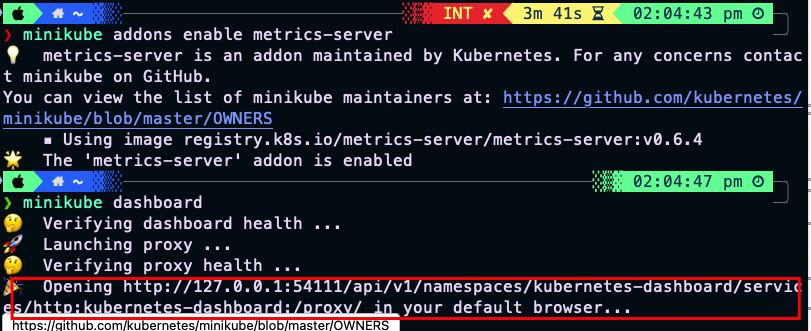 ~ INT ✘ 3m 41s 02:04:43 pm
❯ minikube addons enable metrics-server
💡 metrics-server is an addon maintained by Kubernetes. For any concerns contac
t minikube on GitHub.
You can view the list of minikube maintainers at: https://github.com/kubernetes/
minikube/blob/master/OWNERS
▪ Using image registry.k8s.io/metrics-server/metrics-server:v0.6.4
🌟 The 'metrics-server' addon is enabled
~ 02:04:47 pm
❯ minikube dashboard
🤔 Verifying dashboard health ...
🚀 Launching proxy ...
🤔 Verifying proxy health ...
🎉 Opening http://127.0.0.1:54111/api/v1/namespaces/kubernetes-dashboard/servic
es/http:kubernetes-dashboard:/proxy/ in your default browser...
https://github.com/kubernetes/minikube/blob/master/OWNERS